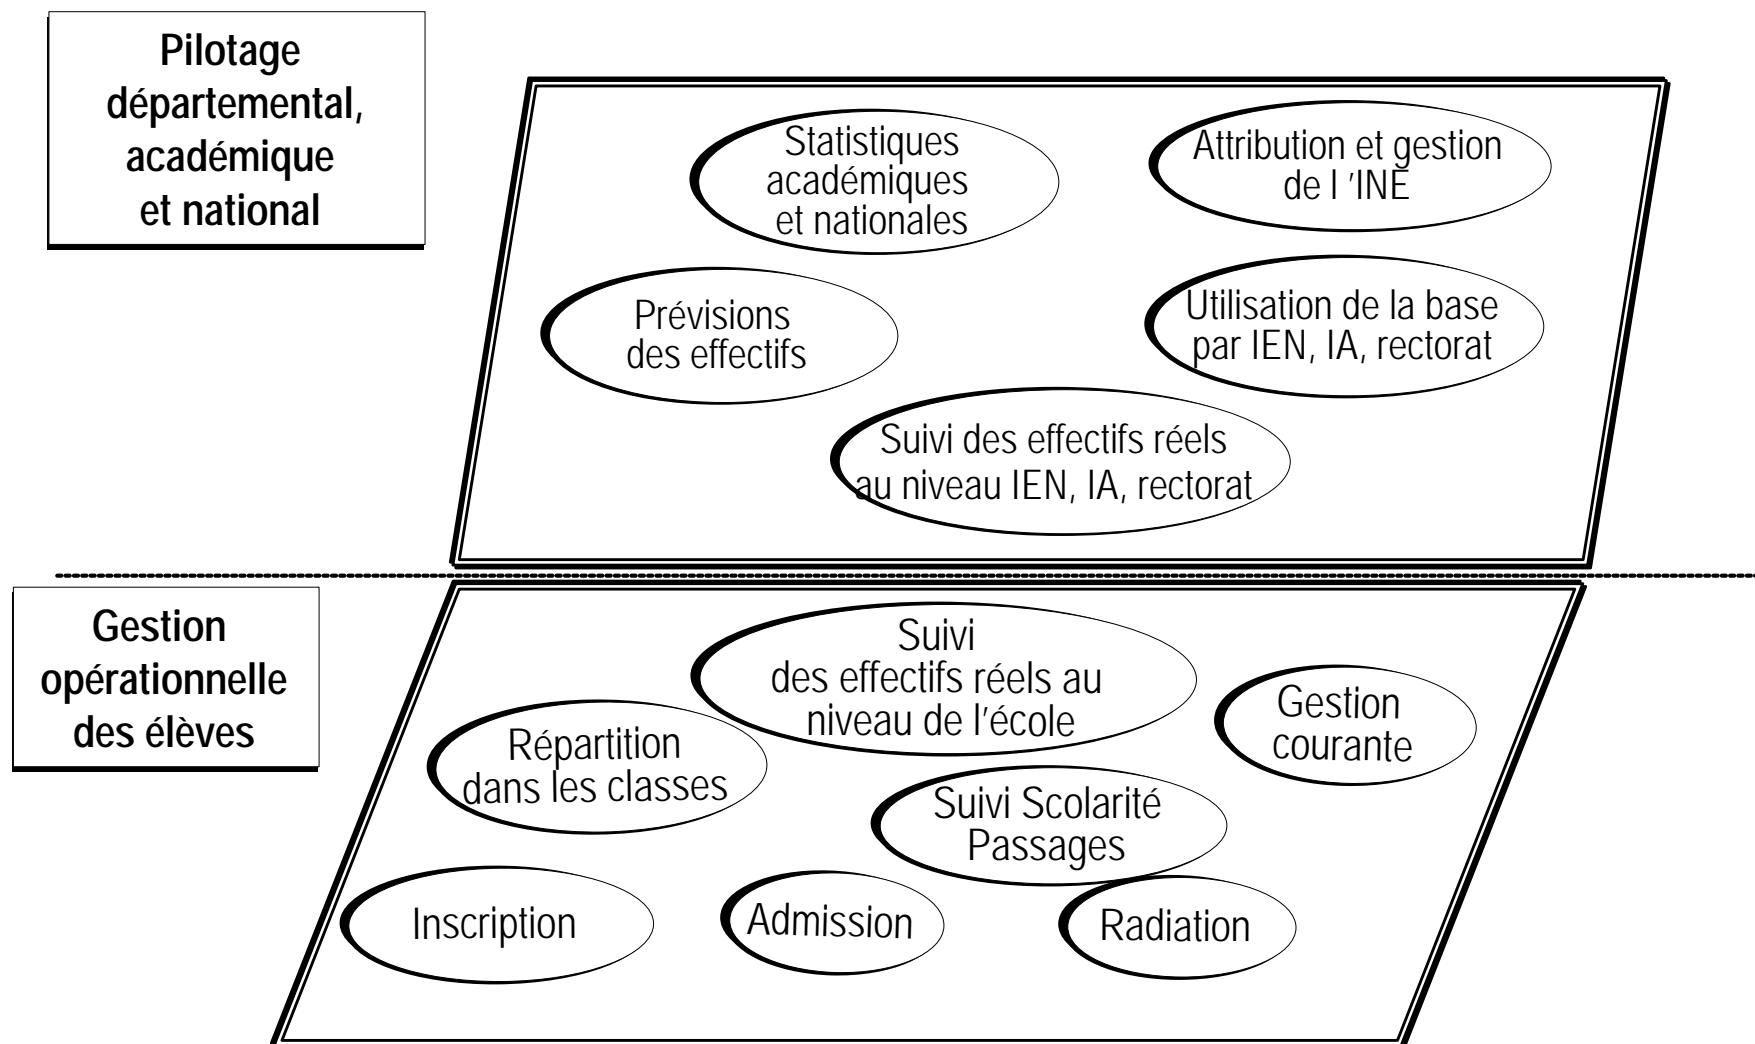 Pilotage
départemental,
académique
et national
Statistiques
académiques
et nationales
Attribution et gestion
de l ’INE
Prévisions
des effectifs
Utilisation de la base
par IEN, IA, rectorat
Suivi des effectifs réels
au niveau IEN, IA, rectorat
Gestion
opérationnelle
des élèves
Suivi
des effectifs réels au
niveau de l’école
Gestion
courante
Répartition
dans les classes
Suivi Scolarité
Passages
Inscription
Admission
Radiation